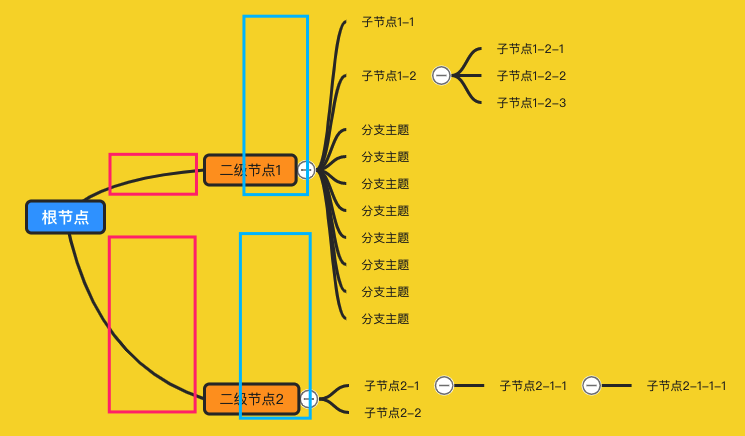 根节点
二级节点1
子节点1-1
子节点1-2
子节点1-2-1
子节点1-2-2
子节点1-2-3
分支主题
分支主题
分支主题
分支主题
分支主题
分支主题
分支主题
分支主题
二级节点2
子节点2-1
子节点2-1-1
子节点2-1-1-1
子节点2-2